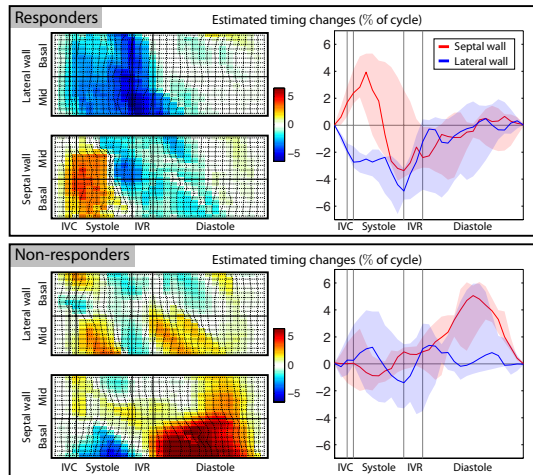 Responders
Estimated timing changes (% of cycle)
Lateral wall
Basal
Mid
Septal wall
Mid
Basal
5
0
−5
IVC Systole IVR Diastole
Septal wall
Lateral wall
6
4
2
0
−2
−4
−6
IVC Systole IVR Diastole
Non-responders
Estimated timing changes (% of cycle)
Lateral wall
Basal
Mid
Septal wall
Mid
Basal
5
0
−5
IVC Systole IVR Diastole
6
4
2
0
−2
−4
−6
IVC Systole IVR Diastole